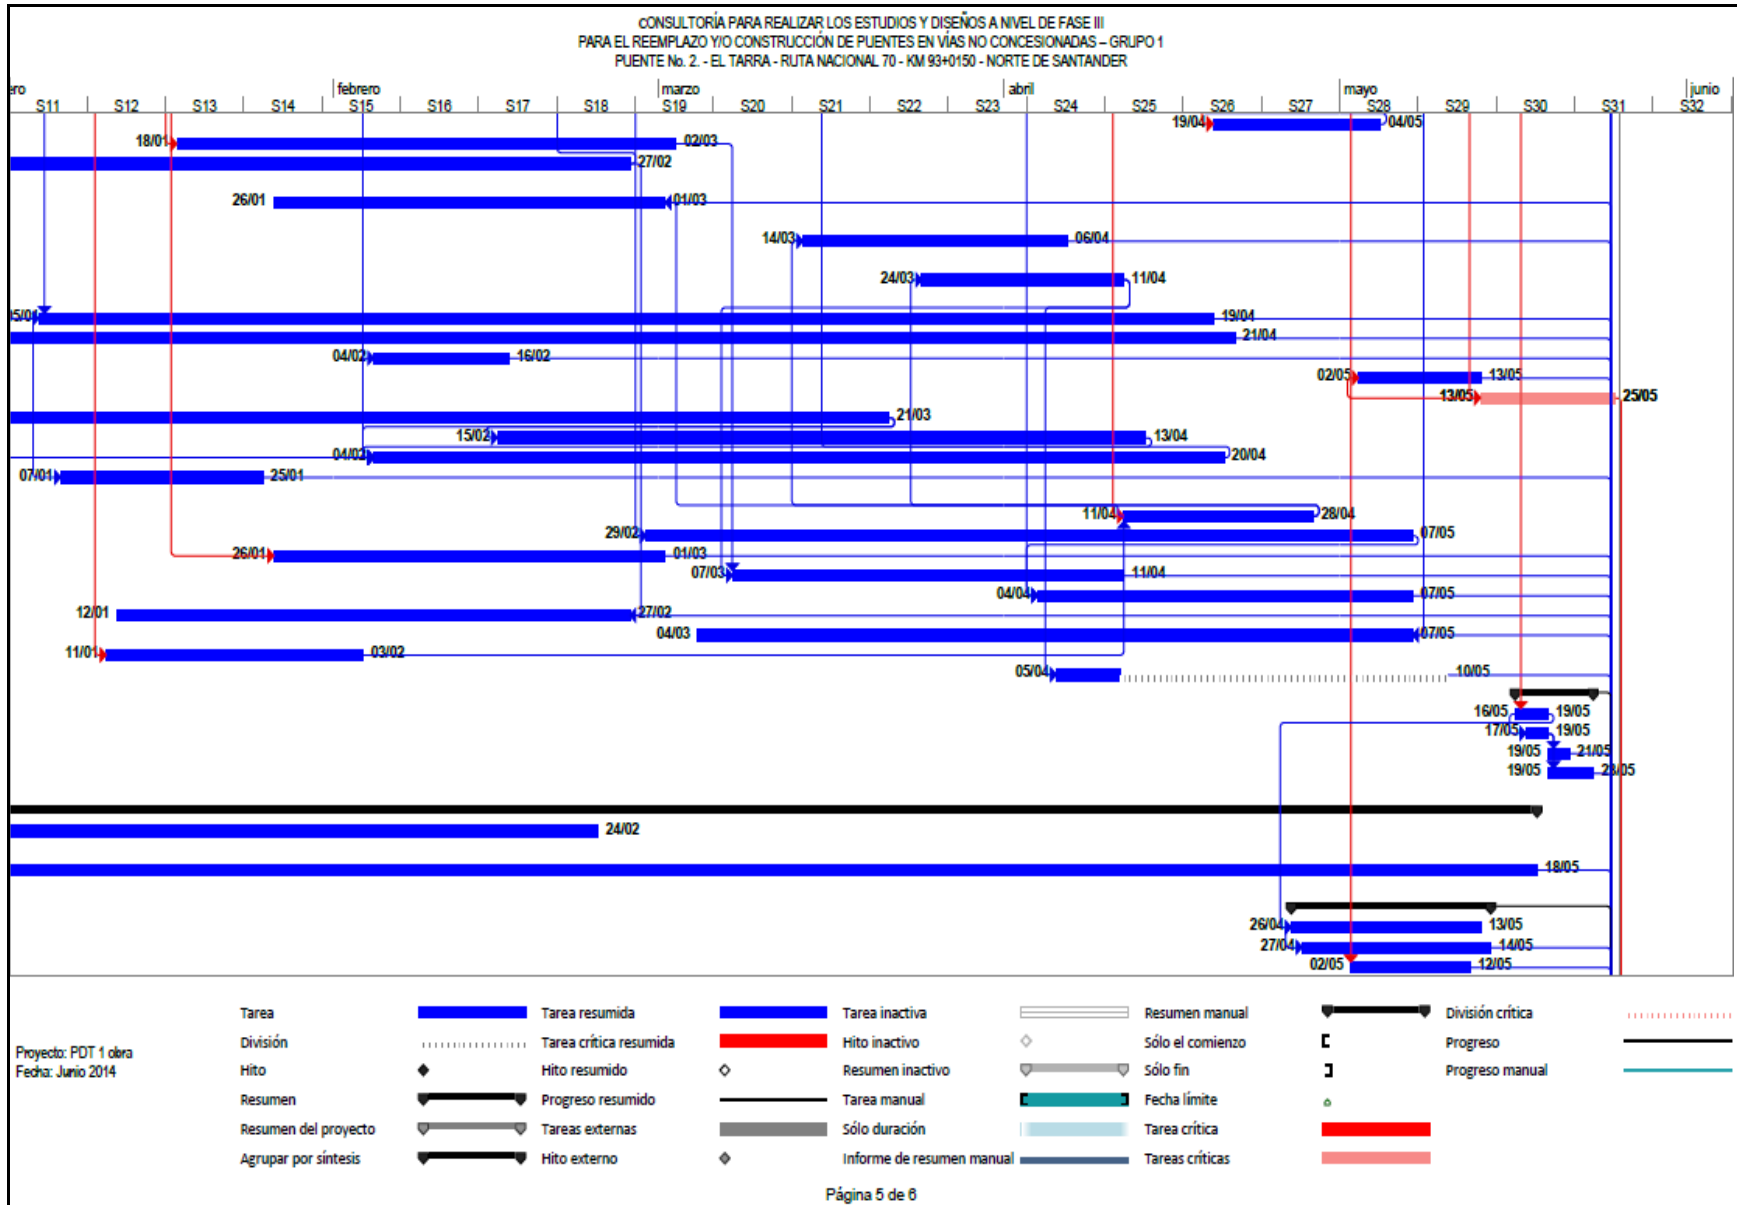 cONSULTORÍA PARA REALIZAR LOS ESTUDIOS Y DISEÑOS A NIVEL DE FASE III
PARA EL REEMPLAZO Y/O CONSTRUCCIÓN DE PUENTES EN VÍAS NO CONCESIONADAS – GRUPO 1
PUENTE No. 2. - EL TARRA - RUTA NACIONAL 70 - KM 93+0150 - NORTE DE SANTANDER
ero febrero marzo abril mayo junio
S11 S12 S13 S14 S15 S16 S17 S18 S19 S20 S21 S22 S23 S24 S25 S26 S27 S28 S29 S30 S31 S32
19/04 04/05
18/01 02/03
27/02
26/01 01/03
14/03 06/04
24/03 11/04
05/01 19/04
21/04
04/02 16/02
02/05 13/05
13/05 25/05
21/03
15/02 13/04
04/02 20/04
07/01 25/01
11/04 28/04
29/02 07/05
26/01 01/03
07/03 11/04
04/04 07/05
12/01 27/02
04/03 07/05
11/01 03/02
05/04 10/05
16/05 19/05
17/05 19/05
19/05 21/05
19/05 23/05
24/02
18/05
26/04 13/05
27/04 14/05
02/05 12/05
Proyecto: PDT 1 obra
Fecha: Junio 2014
Tarea
División
Hito
Resumen
Resumen del proyecto
Agrupar por síntesis
Tarea resumida
Tarea crítica resumida
Hito resumido
Progreso resumido
Tareas externas
Hito externo
Tarea inactiva
Hito inactivo
Resumen inactivo
Tarea manual
Sólo duración
Informe de resumen manual
Resumen manual
Sólo el comienzo
Sólo fin
Fecha límite
Tarea crítica
Tareas críticas
División crítica
Progreso
Progreso manual
Página 5 de 6